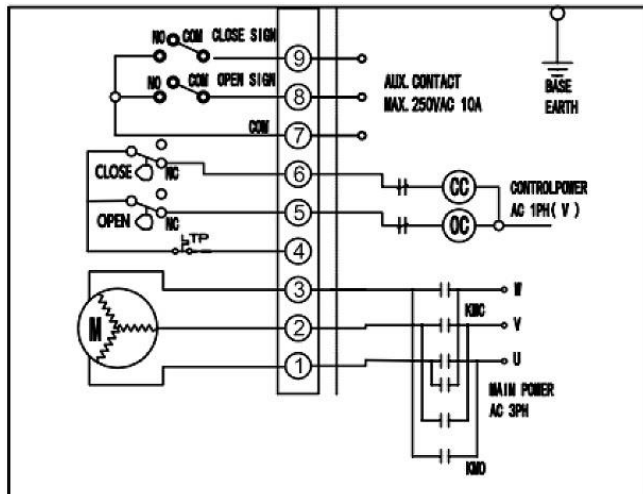 NO COM CLOSE SIGN
9
NO COM OPEN SIGN
8
AUX. CONTACT
MAX. 250VAC 10A
BASE
EARTH
COM
7
CLOSE
NC
6
CC
CONTROLPOWER
AC 1PH( V )
OPEN
NC
5
OC
TP
4
3
W
KMC
M
2
V
1
U
MAIN POWER
AC 3PH
KMO